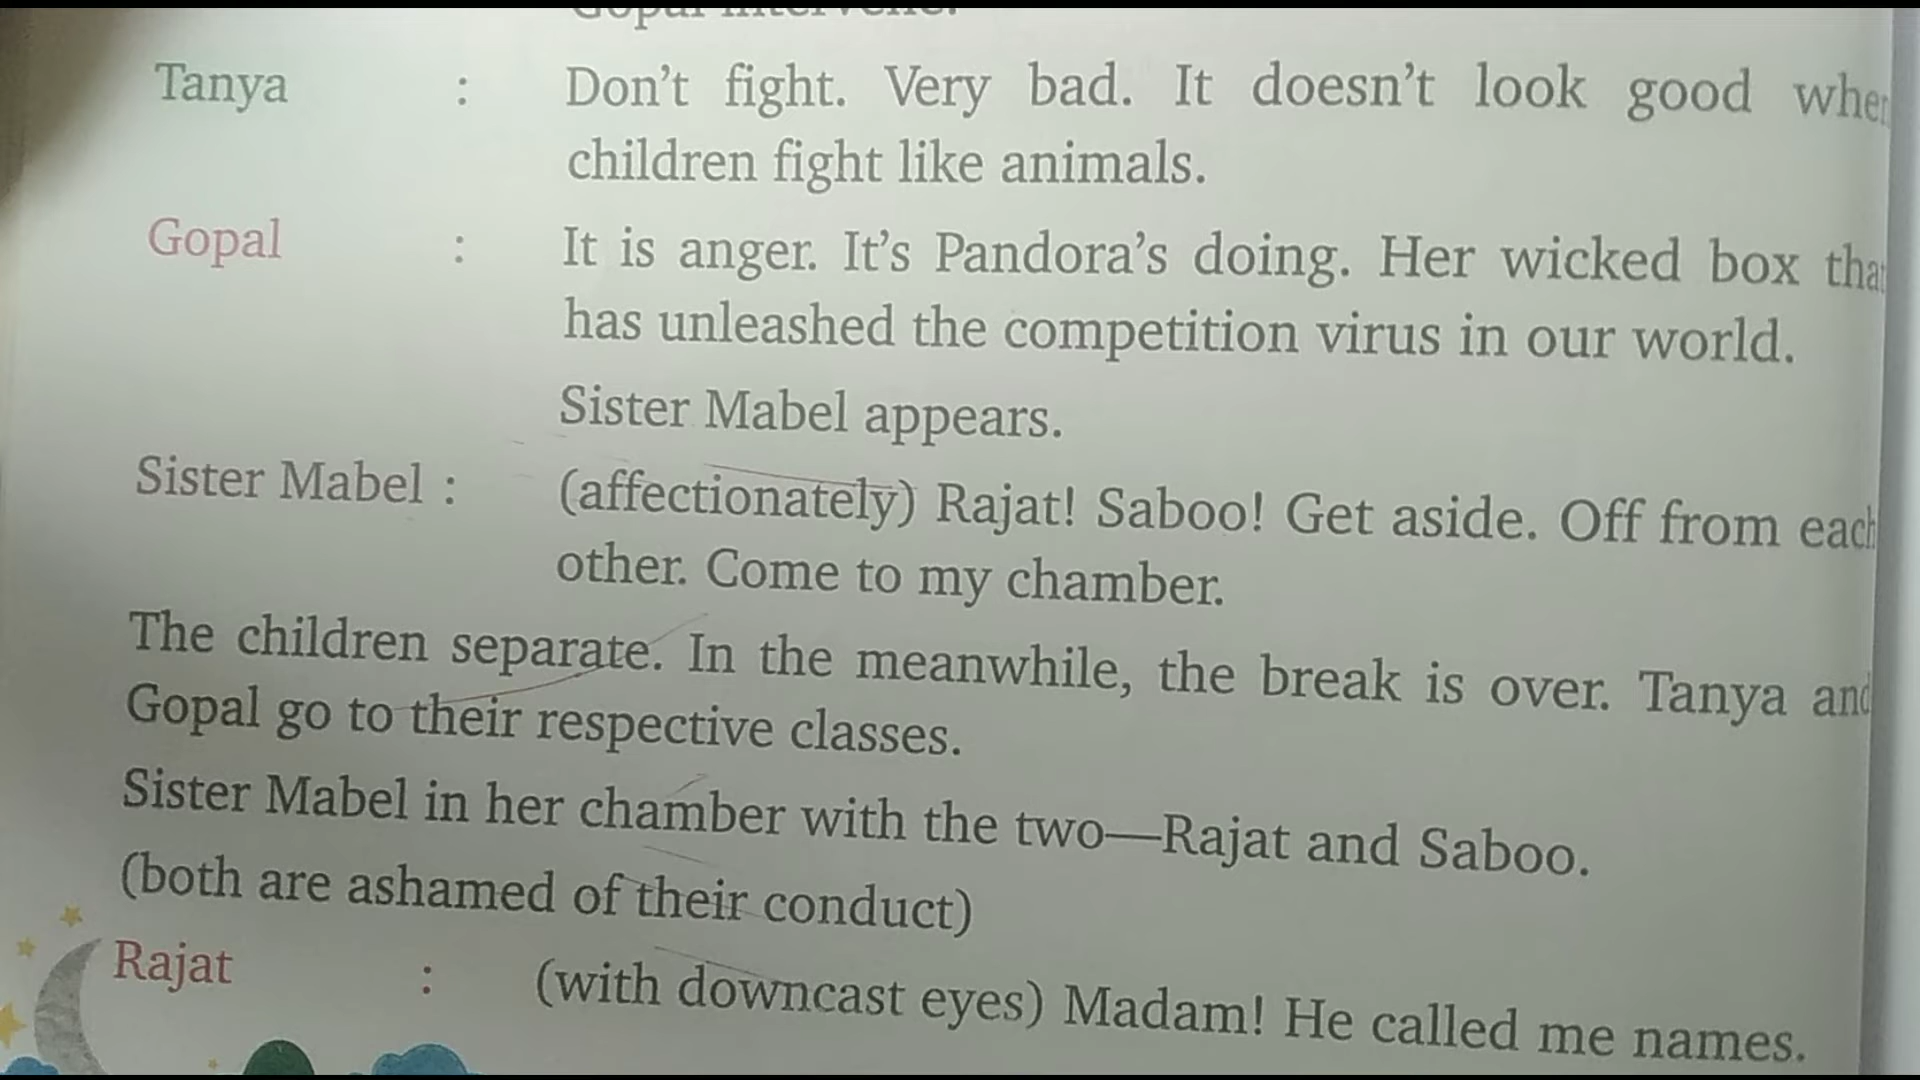 Gopal intervene.
Tanya : Don't fight. Very bad. It doesn't look good when
children fight like animals.
Gopal : It is anger. It's Pandora's doing. Her wicked box that
has unleashed the competition virus in our world.
Sister Mabel appears.
Sister Mabel : (affectionately) Rajat! Saboo! Get aside. Off from each
other. Come to my chamber.
The children separate. In the meanwhile, the break is over. Tanya and
Gopal go to their respective classes.
Sister Mabel in her chamber with the two—Rajat and Saboo.
(both are ashamed of their conduct)
Rajat : (with downcast eyes) Madam! He called me names.